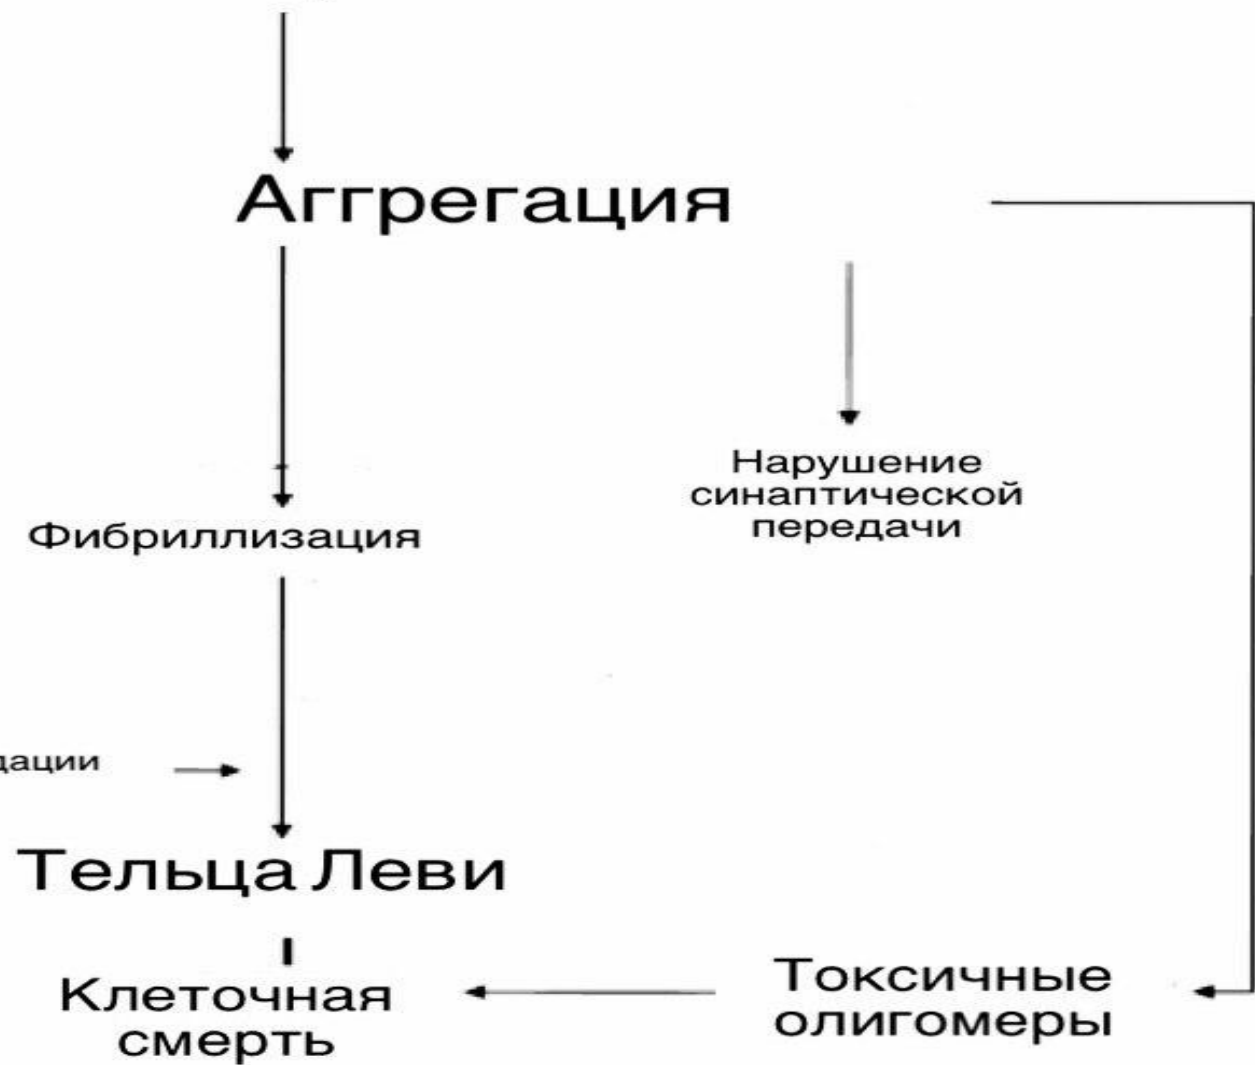 Аггрегация
Нарушение
синаптической
передачи
Фибриллизация
дации
Тельца Леви
Клеточная
смерть
Токсичные
олигомеры